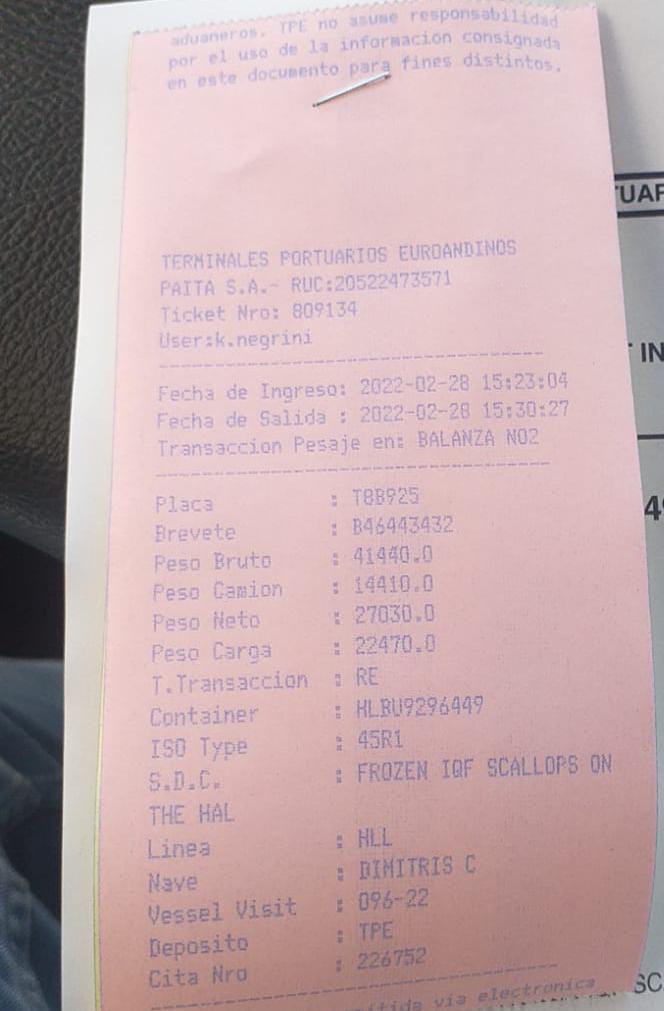 aduaneros. TPE no asume responsabilidad
por el uso de la informacion consignada
en este documento para fines distintos.
TERMINALES PORTUARIOS EUROANDINOS
PAITA S.A.- RUC:20522473571
Ticket Nro: 809134
User:k.negrini
Fecha de Ingreso: 2022-02-28 15:23:04
Fecha de Salida : 2022-02-28 15:30:27
Transaccion Pesaje en: BALANZA NO2
Placa : T8B925
Brevete : B46443432
Peso Bruto : 41440.0
Peso Camion : 14410.0
Peso Neto : 27030.0
Peso Carga : 22470.0
T.Transaccion : RE
Container : HLBU9296449
ISO Type : 45R1
S.D.C. : FROZEN IQF SCALLOPS ON
THE HAL
Linea : HLL
Nave : DIMITRIS C
Vessel Visit : 096-22
Deposito : TPE
Cita Nro : 226752
via electronica